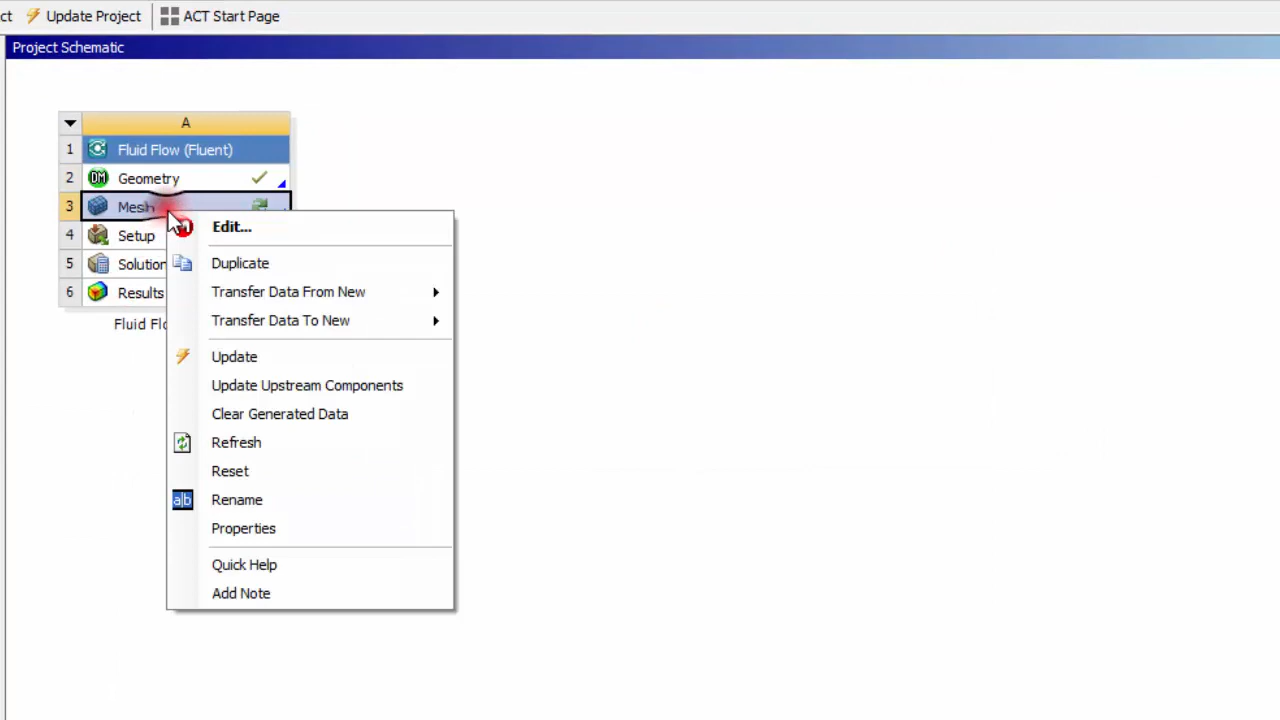 ct Update Project ACT Start Page
Project Schematic
A
1 Fluid Flow (Fluent)
2 DM Geometry
3 Mesh
4 Setup
5 Solution
6 Results
Fluid Flo
Edit...
Duplicate
Transfer Data From New
Transfer Data To New
Update
Update Upstream Components
Clear Generated Data
Refresh
Reset
a|b Rename
Properties
Quick Help
Add Note